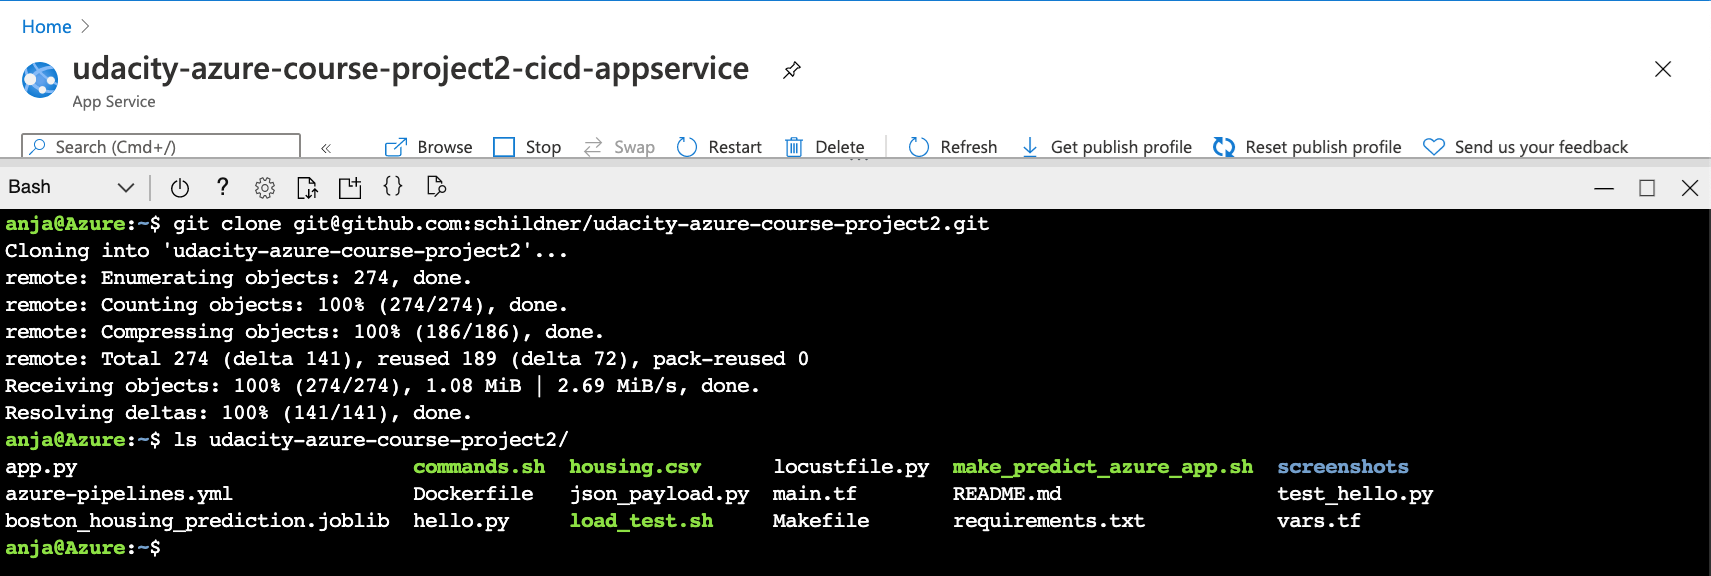 Home
udacity-azure-course-project2-cicd-appservice
App Service
Search (Cmd+/) « Browse Stop Swap Restart Delete Refresh Get publish profile Reset publish profile Send us your feedback
Bash ? {}
anja@Azure:~$ git clone git@github.com:schildner/udacity-azure-course-project2.git
Cloning into 'udacity-azure-course-project2'...
remote: Enumerating objects: 274, done.
remote: Counting objects: 100% (274/274), done.
remote: Compressing objects: 100% (186/186), done.
remote: Total 274 (delta 141), reused 189 (delta 72), pack-reused 0
Receiving objects: 100% (274/274), 1.08 MiB | 2.69 MiB/s, done.
Resolving deltas: 100% (141/141), done.
anja@Azure:~$ ls udacity-azure-course-project2/
app.py commands.sh housing.csv locustfile.py make_predict_azure_app.sh screenshots
azure-pipelines.yml Dockerfile json_payload.py main.tf README.md test_hello.py
boston_housing_prediction.joblib hello.py load_test.sh Makefile requirements.txt vars.tf
anja@Azure:~$